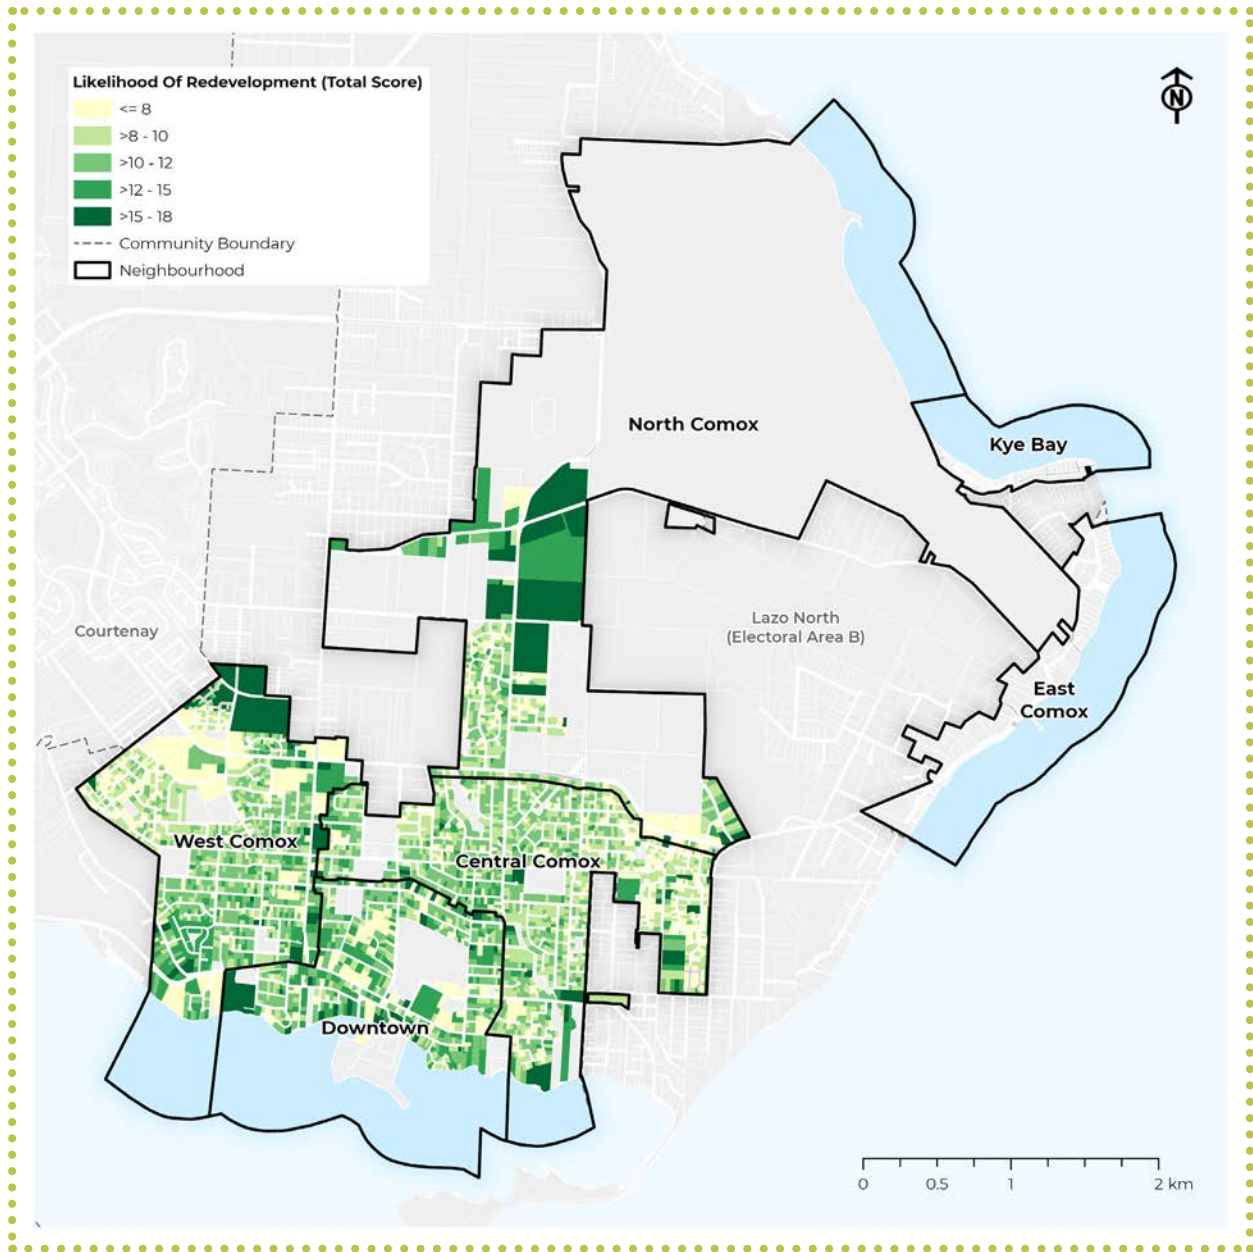 Likelihood Of Redevelopment (Total Score)
<= 8
>8 - 10
>10 - 12
>12 - 15
>15 - 18
Community Boundary
Neighbourhood
N
North Comox
Kye Bay
Lazo North
(Electoral Area B)
Courtenay
East
Comox
West Comox
Central Comox
Downtown
0 0.5 1 2 km